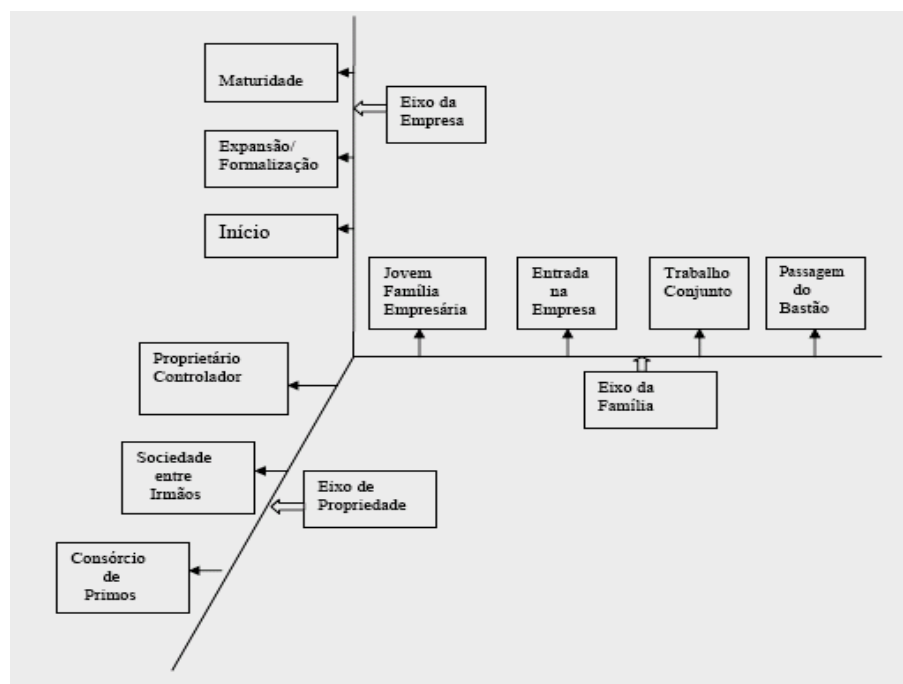 Maturidade
Eixo da
Empresa
Expansão/
Formalização
Início
Jovem
Família
Empresária
Entrada
na
Empresa
Trabalho
Conjunto
Passagem
do
Bastão
Proprietário
Controlador
Eixo da
Família
Sociedade
entre
Irmãos
Eixo de
Propriedade
Consórcio
de
Primos